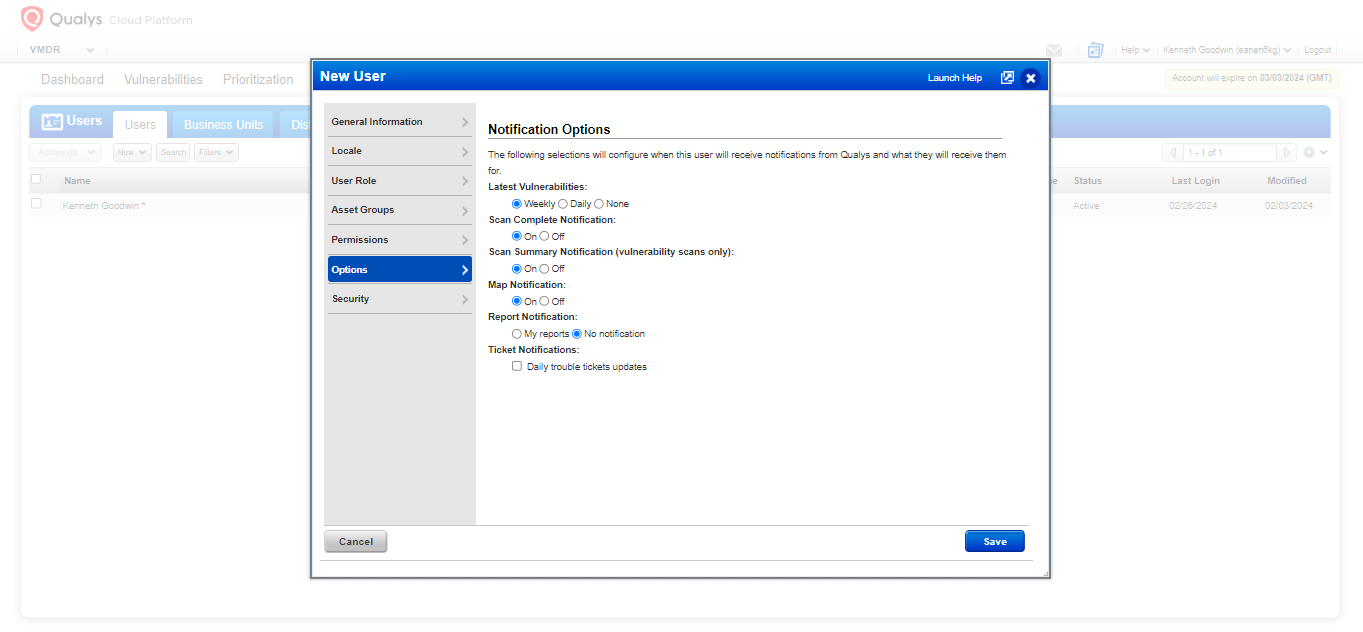 Qualys. Cloud Platform
VMDR
Help
Kenneth Goodwin (eanen6kg)
Logout
Dashboard
Vulnerabilities
Prioritization
Account will expire on 03/03/2024 (GMT)
Users
Users
Business Units
Dis
Actions (0)
New
Search
Filters
1 - 1 of 1
Name
Status
Last Login
Modified
Kenneth Goodwin *
Active
02/26/2024
02/03/2024
New User
Launch Help
General Information
Locale
User Role
Asset Groups
Permissions
Options
Security
Notification Options
The following selections will configure when this user will receive notifications from Qualys and what they will receive them
for.
Latest Vulnerabilities:
Weekly Daily None
Scan Complete Notification:
On Off
Scan Summary Notification (vulnerability scans only):
On Off
Map Notification:
On Off
Report Notification:
My reports No notification
Ticket Notifications:
Daily trouble tickets updates
Cancel
Save